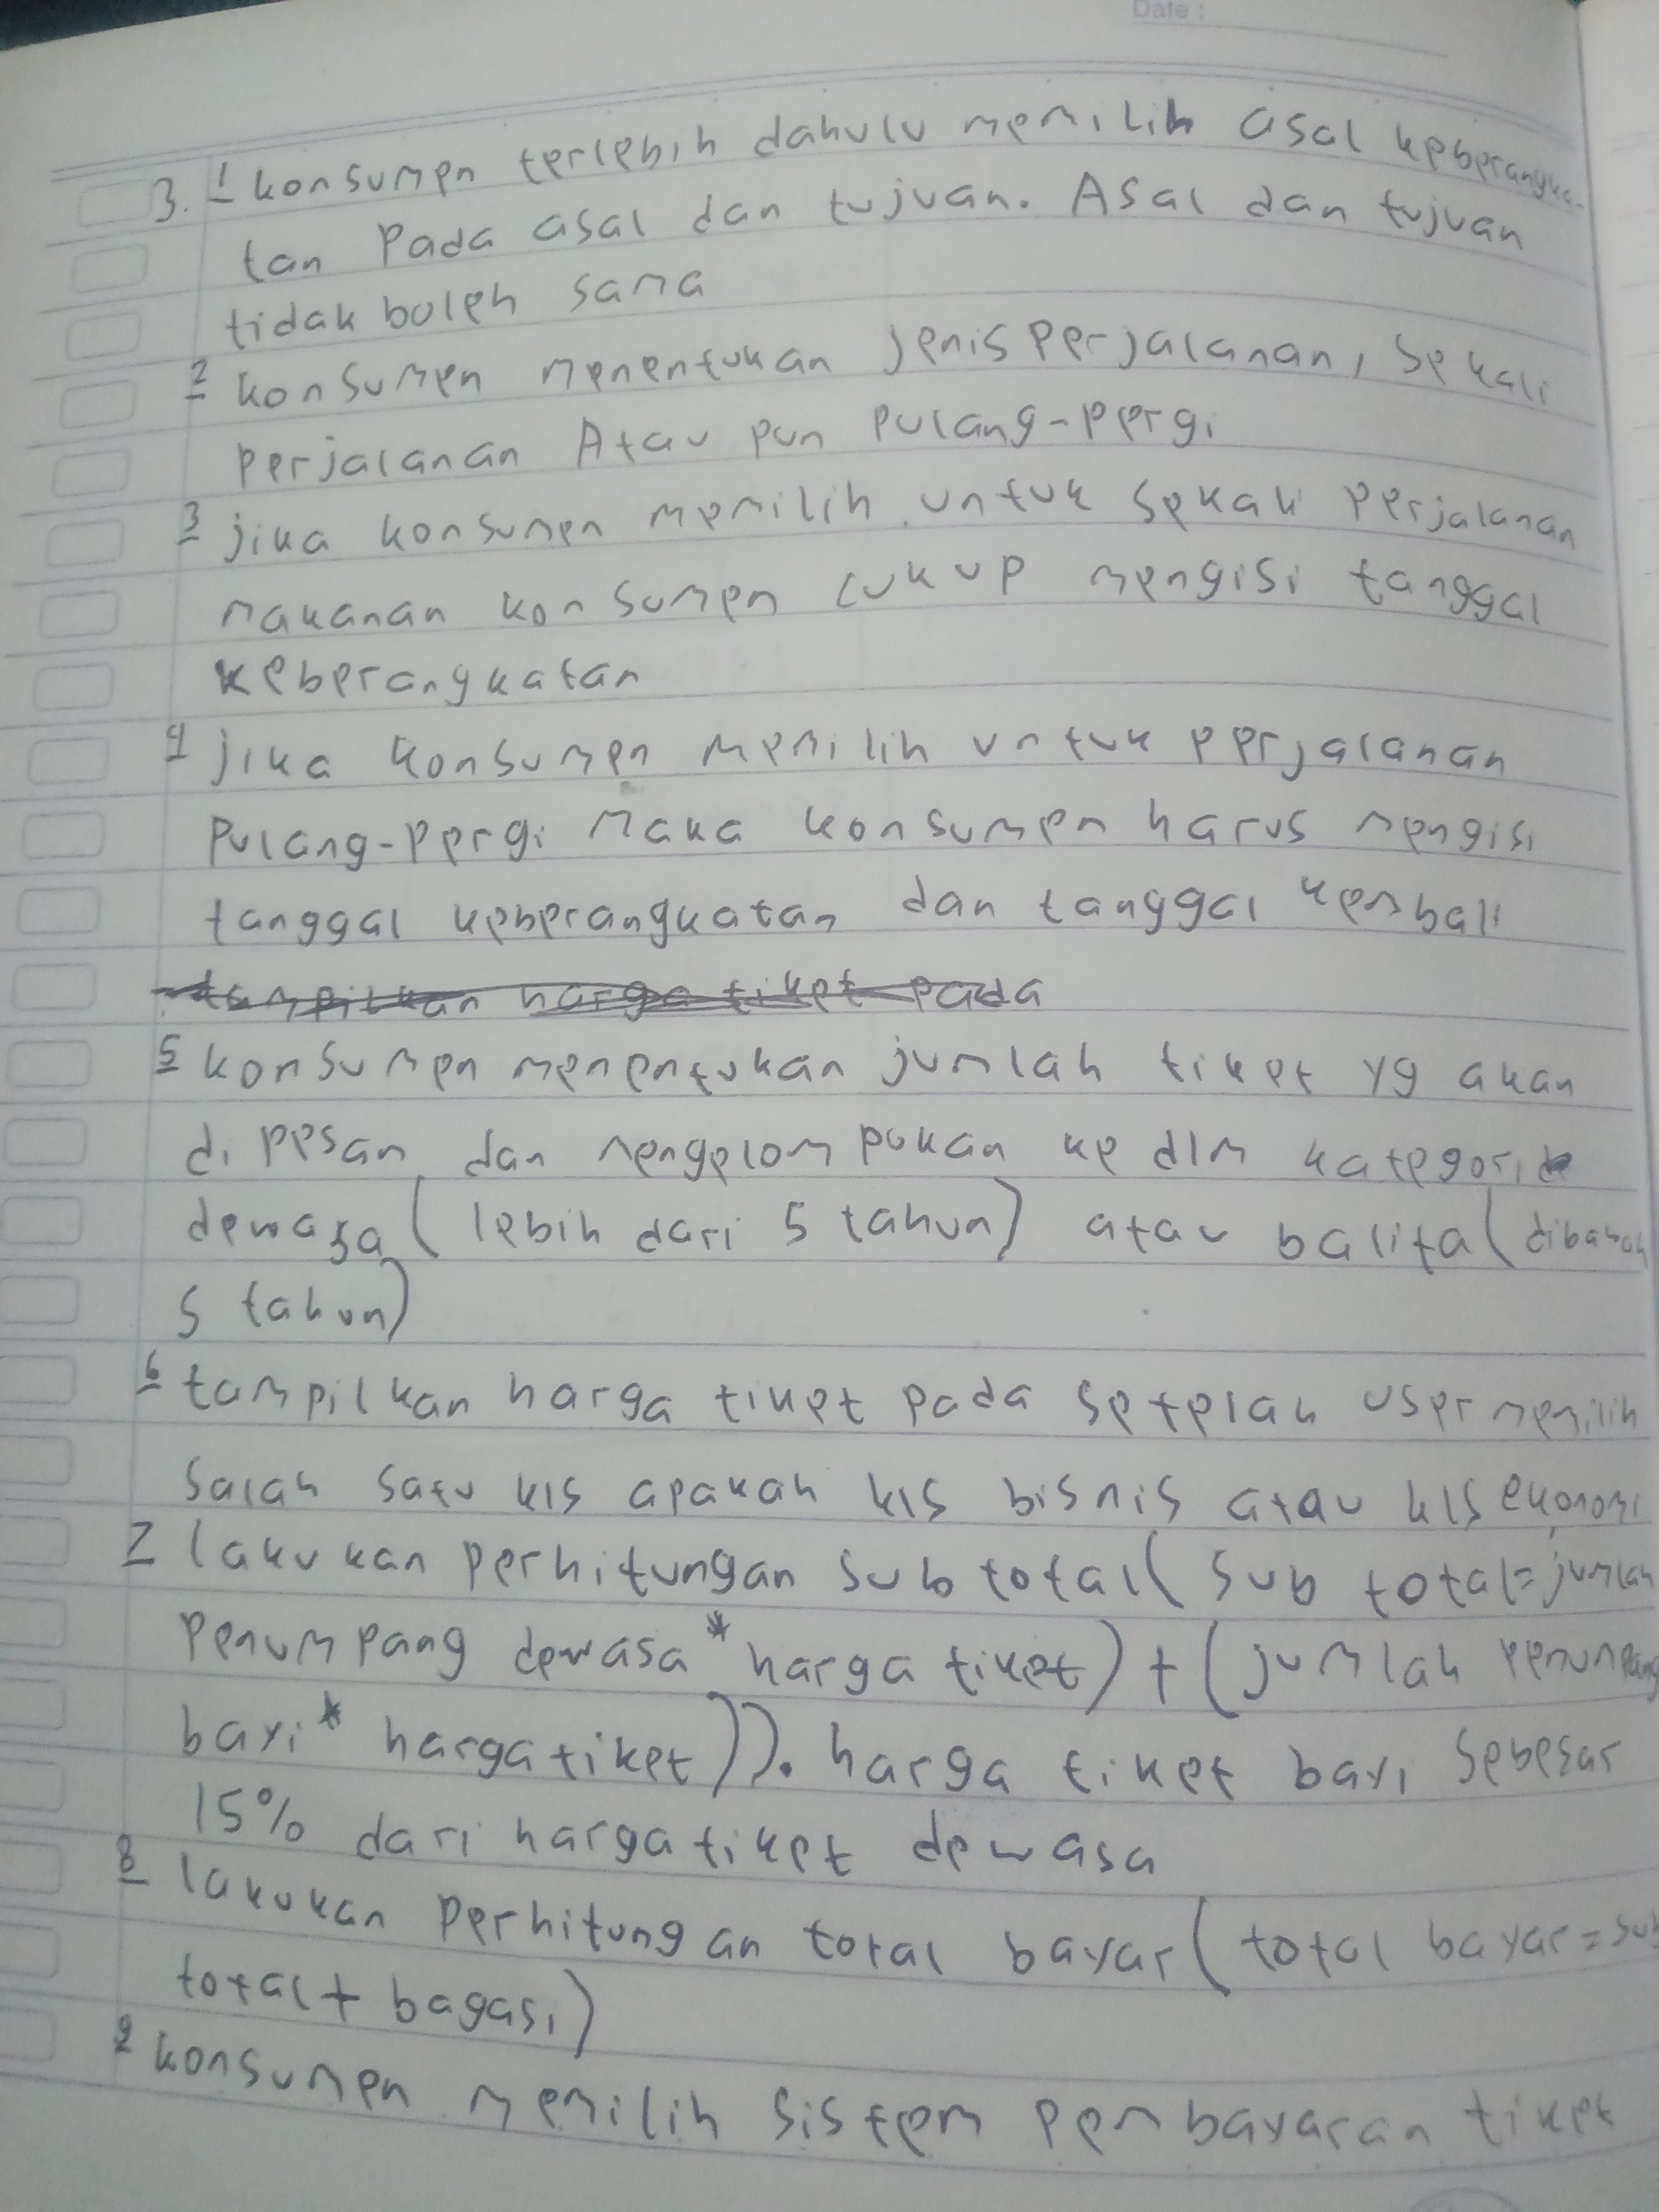 Date :
3. 1 konsumen terlebih dahulu memilih asal keberangka-
tan pada asal dan tujuan. Asal dan tujuan
tidak boleh sama
2 konsumen menentukan jenis perjalanan, sekali
perjalanan Atau pun pulang-pergi
3 jika konsumen memilih untuk sekali perjalanan
makanan konsumen cukup mengisi tanggal
keberangkatan
4 jika konsumen memilih untuk perjalanan
pulang-pergi maka konsumen harus mengisi
tanggal keberangkatan dan tanggal kembali
tampilkan harga tiket pada
5 konsumen menentukan jumlah tiket yg akan
di pesan dan mengelompokan ke dlm kategori
dewasa (lebih dari 5 tahun) atau balita (dibawah
5 tahun)
6 tampilkan harga tiket pada setelah user memilih
salah satu kls apakah kls bisnis atau kls ekonomi
7 lakukan perhitungan sub total ( sub total = jumlah
penumpang dewasa * harga tiket) + (jumlah penumpang
bayi * harga tiket)). harga tiket bayi sebesar
15% dari harga tiket dewasa
8 lakukan perhitungan total bayar (total bayar = sub
total + bagasi)
9 konsumen memilih sistem pembayaran tiket